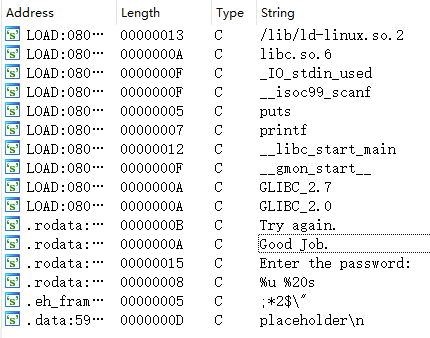 Address Length Type String
's' LOAD:080… 00000013 C /lib/ld-linux.so.2
's' LOAD:080… 0000000A C libc.so.6
's' LOAD:080… 0000000F C _IO_stdin_used
's' LOAD:080… 0000000F C __isoc99_scanf
's' LOAD:080… 00000005 C puts
's' LOAD:080… 00000007 C printf
's' LOAD:080… 00000012 C __libc_start_main
's' LOAD:080… 0000000F C __gmon_start__
's' LOAD:080… 0000000A C GLIBC_2.7
's' LOAD:080… 0000000A C GLIBC_2.0
's' .rodata:… 0000000B C Try again.
's' .rodata:… 0000000A C Good Job.
's' .rodata:… 00000015 C Enter the password:
's' .rodata:… 00000008 C %u %20s
's' .eh_fram… 00000005 C ;*2$\"
's' .data:59… 0000000D C placeholder\n